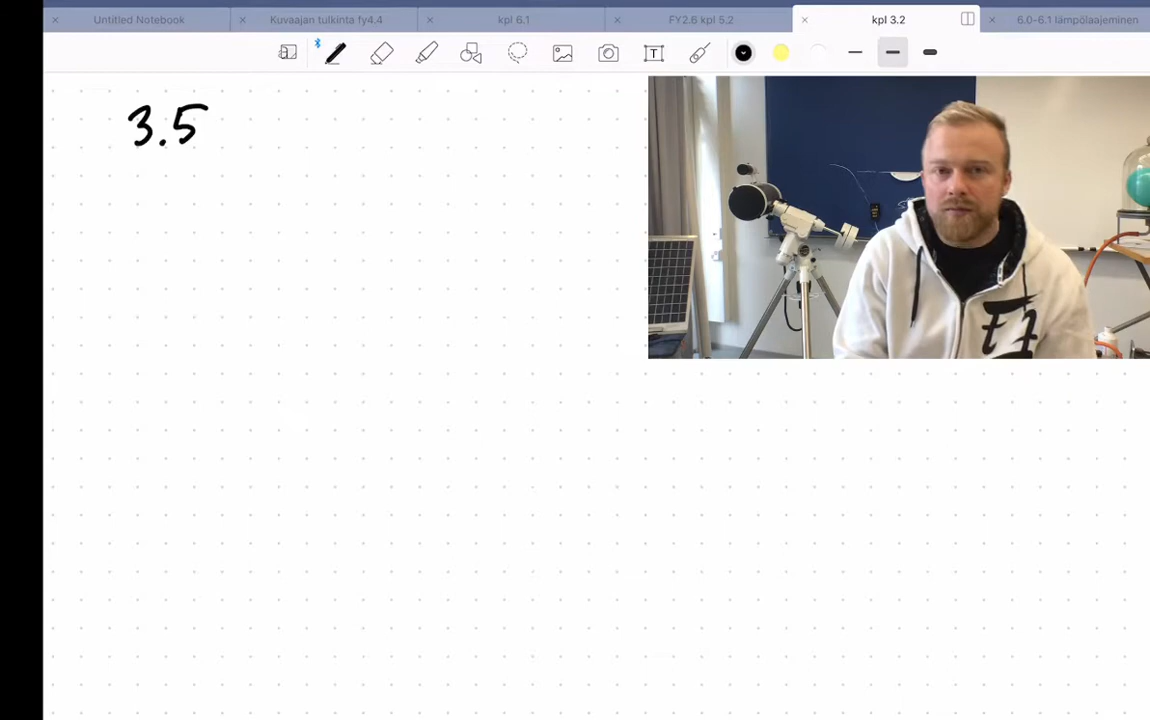 Untitled Notebook
Kuvaajan tulkinta fy4.4
kpl 6.1
FY2.6 kpl 5.2
kpl 3.2
6.0-6.1 lämpölaajeminen
T
3.5